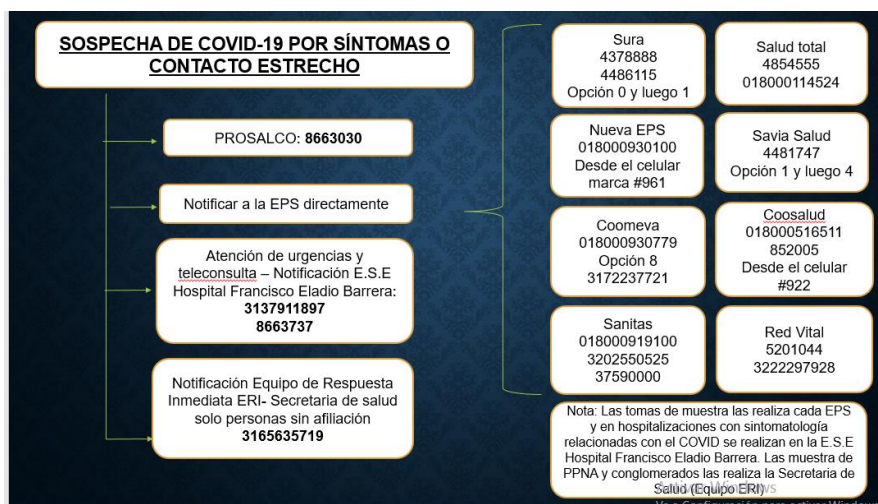 SOSPECHA DE COVID-19 POR SÍNTOMAS O
CONTACTO ESTRECHO
PROSALCO: 8663030
Notificar a la EPS directamente
Atención de urgencias y
teleconsulta – Notificación E.S.E
Hospital Francisco Eladio Barrera:
3137911897
8663737
Notificación Equipo de Respuesta
Inmediata ERI- Secretaria de salud
solo personas sin afiliación
3165635719
Sura
4378888
4486115
Opción 0 y luego 1
Salud total
4854555
018000114524
Nueva EPS
018000930100
Desde el celular
marca #961
Savia Salud
4481747
Opción 1 y luego 4
Coomeva
018000930779
Opción 8
3172237721
Coosalud
018000516511
852005
Desde el celular
#922
Sanitas
018000919100
3202550525
37590000
Red Vital
5201044
3222297928
Nota: Las tomas de muestra las realiza cada EPS
y en hospitalizaciones con sintomatología
relacionadas con el COVID se realizan en la E.S.E
Hospital Francisco Eladio Barrera. Las muestra de
PPNA y conglomerados las realiza la Secretaria de
Salud (Equipo ERI)